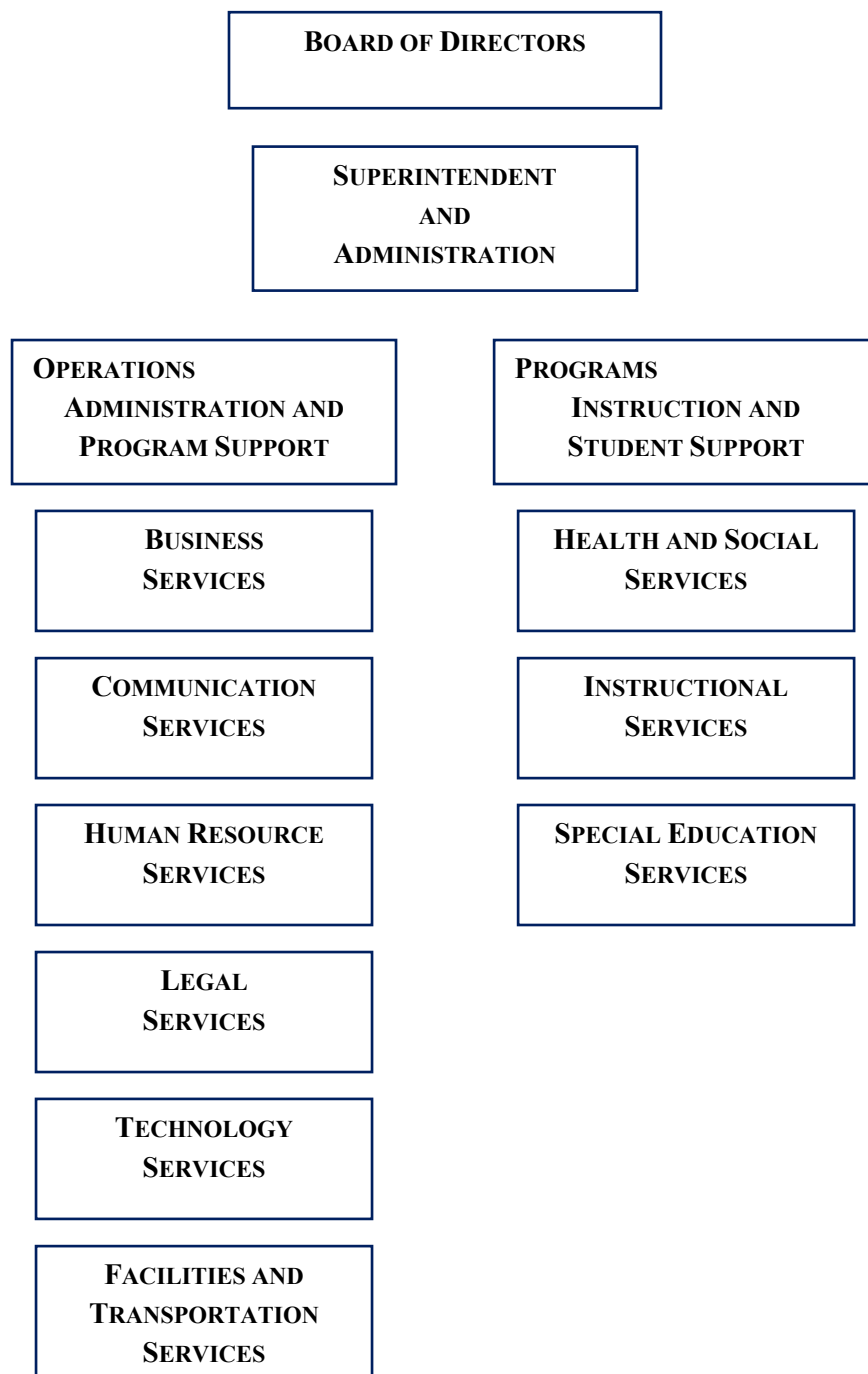 BOARD OF DIRECTORS
SUPERINTENDENT
AND
ADMINISTRATION
OPERATIONS
ADMINISTRATION AND
PROGRAM SUPPORT
PROGRAMS
INSTRUCTION AND
STUDENT SUPPORT
BUSINESS
SERVICES
HEALTH AND SOCIAL
SERVICES
COMMUNICATION
SERVICES
INSTRUCTIONAL
SERVICES
HUMAN RESOURCE
SERVICES
SPECIAL EDUCATION
SERVICES
LEGAL
SERVICES
TECHNOLOGY
SERVICES
FACILITIES AND
TRANSPORTATION
SERVICES